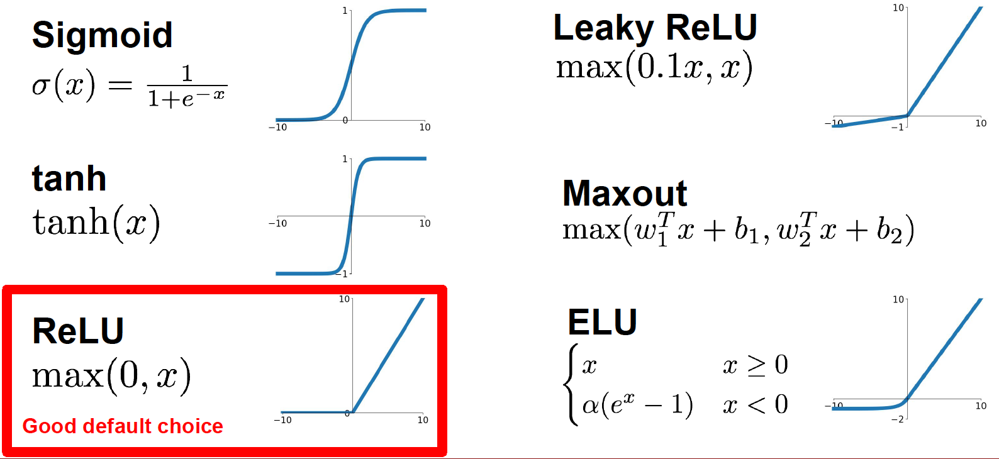 Sigmoid
σ(x) = 1/(1+e^{−x})
1
0
−10
10
tanh
tanh(x)
1
−10
10
−1
ReLU
max(0, x)
Good default choice
10
0
−10
10
Leaky ReLU
max(0.1x, x)
10
−10
10
−1
Maxout
max(w_1^T x + b_1, w_2^T x + b_2)
ELU
x x ≥ 0
α(e^x − 1) x < 0
10
−10
10
−2